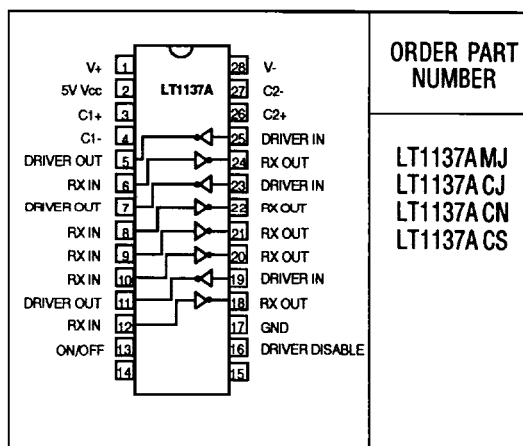 ORDER PART
NUMBER
LT1137AMJ
LT1137ACJ
LT1137ACN
LT1137ACS
LT1137A
V+ 1 28 V-
5V Vcc 2 27 C2-
C1+ 3 26 C2+
C1- 4 25 DRIVER IN
DRIVER OUT 5 24 RX OUT
RX IN 6 23 DRIVER IN
DRIVER OUT 7 22 RX OUT
RX IN 8 21 RX OUT
RX IN 9 20 RX OUT
RX IN 10 19 DRIVER IN
DRIVER OUT 11 18 RX OUT
RX IN 12 17 GND
ON/OFF 13 16 DRIVER DISABLE
14 15